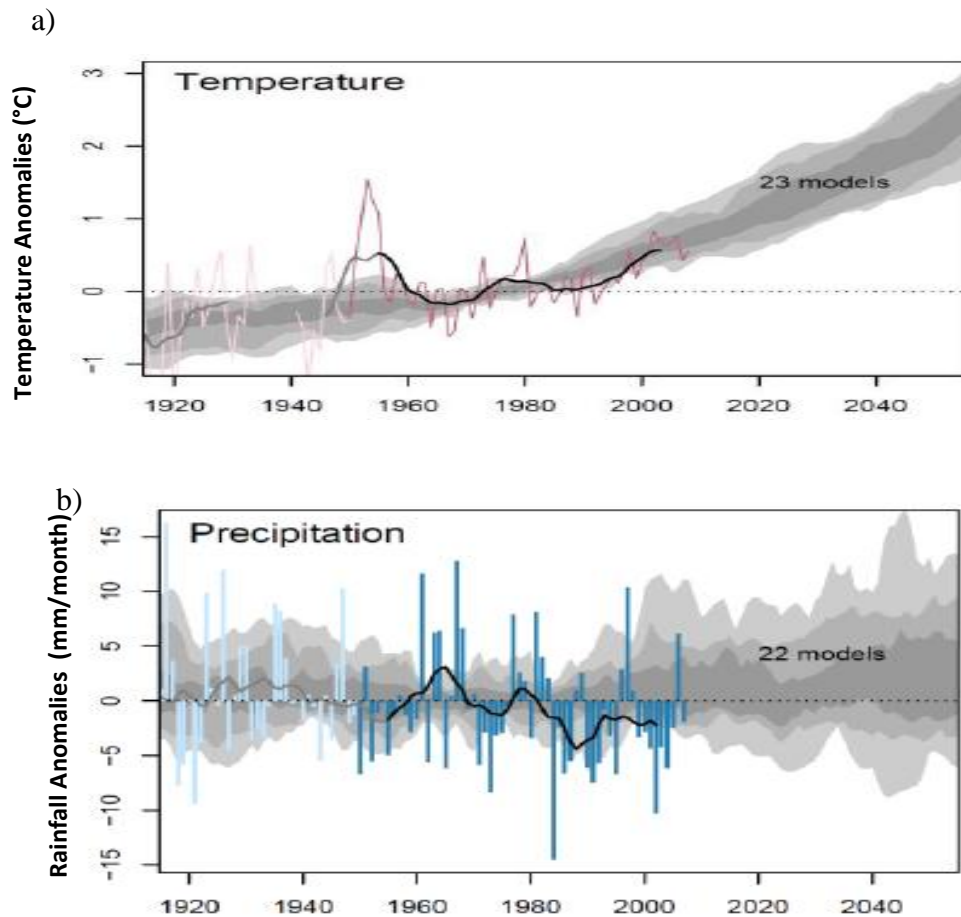 a)
Temperature
Temperature Anomalies (°C)
3
2
1
0
−1
23 models
1920 1940 1960 1980 2000 2020 2040
b)
Precipitation
Rainfall Anomalies (mm/month)
15
10
5
0
−5
−10
−15
22 models
1920 1940 1960 1980 2000 2020 2040